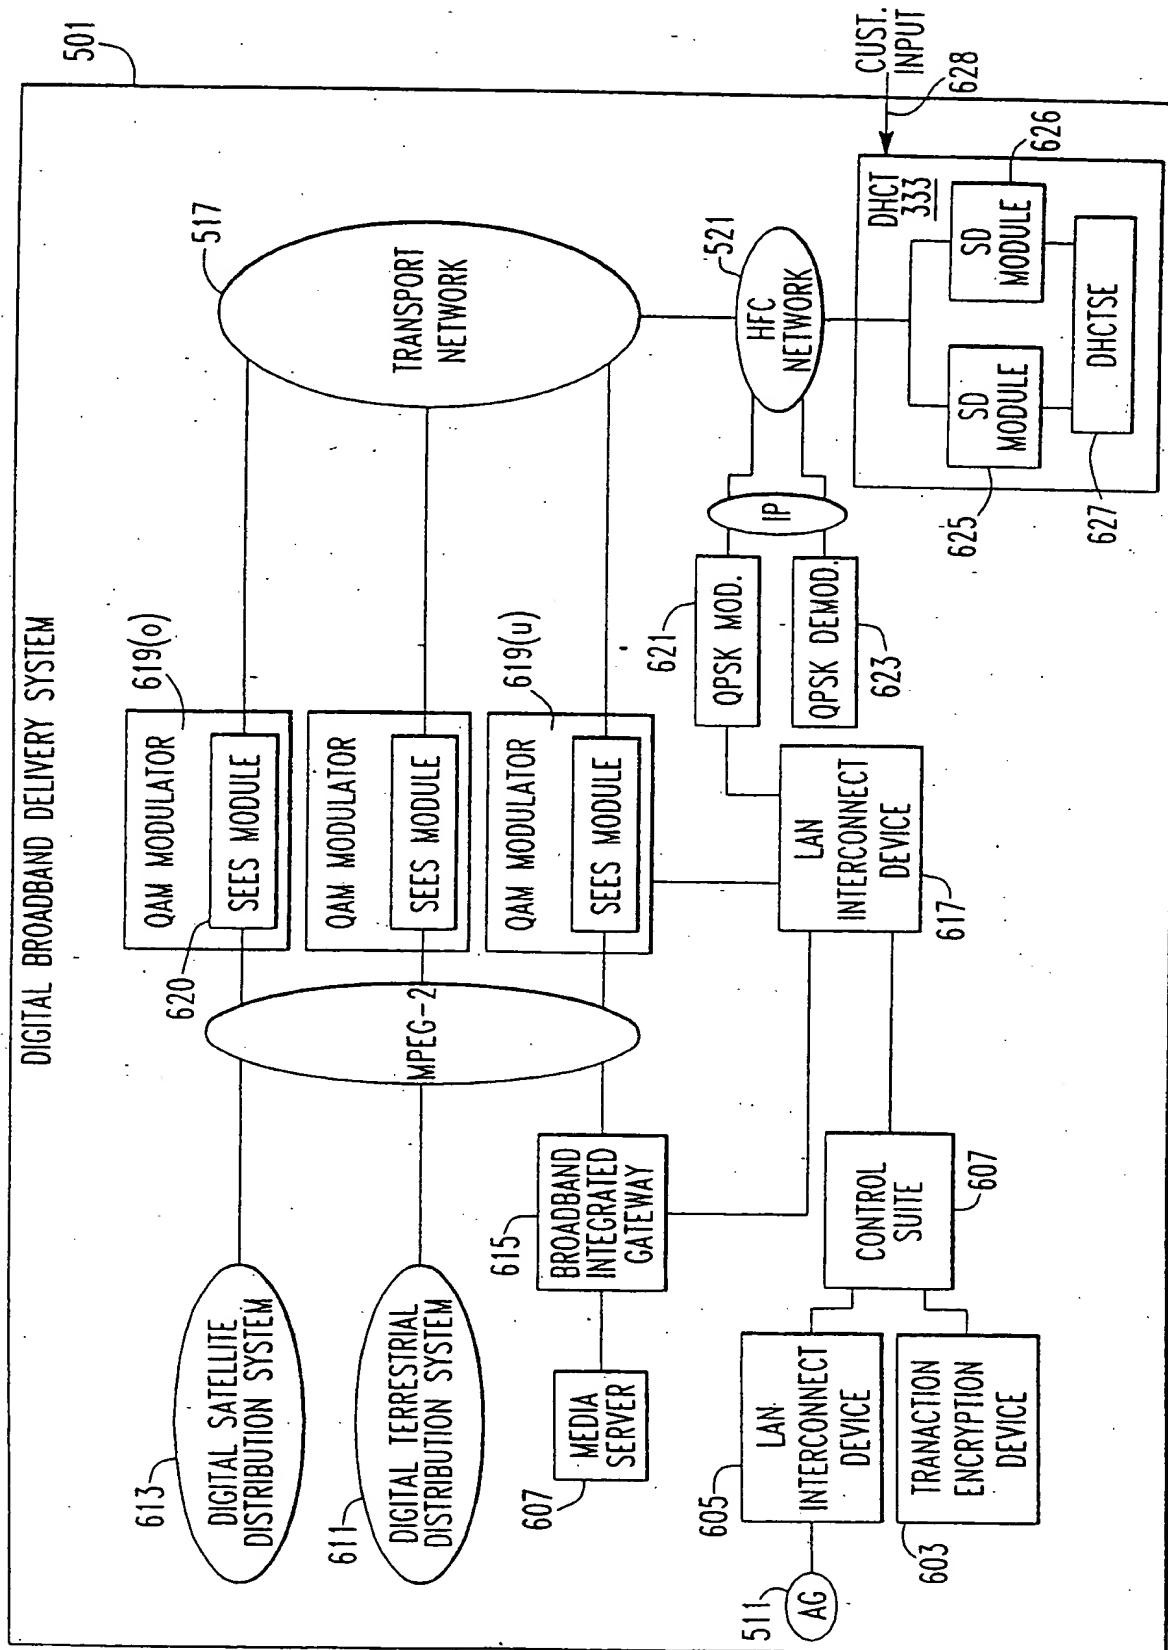 DIGITAL BROADBAND DELIVERY SYSTEM
501
613
DIGITAL SATELLITE
DISTRIBUTION SYSTEM
611
DIGITAL TERRESTRIAL
DISTRIBUTION SYSTEM
607
MEDIA
SERVER
615
BROADBAND
INTEGRATED
GATEWAY
MPEG-2
620
QAM MODULATOR
SEES MODULE
619(o)
QAM MODULATOR
SEES MODULE
QAM MODULATOR
SEES MODULE
619(u)
517
TRANSPORT
NETWORK
511
AG
605
LAN
INTERCONNECT
DEVICE
603
TRANACTION
ENCRYPTION
DEVICE
CONTROL
SUITE
607
LAN
INTERCONNECT
DEVICE
617
621
QPSK MOD.
QPSK DEMOD.
623
IP
521
HFC
NETWORK
DHCT
333
CUST.
INPUT
628
SD
MODULE
625
SD
MODULE
626
DHCTSE
627